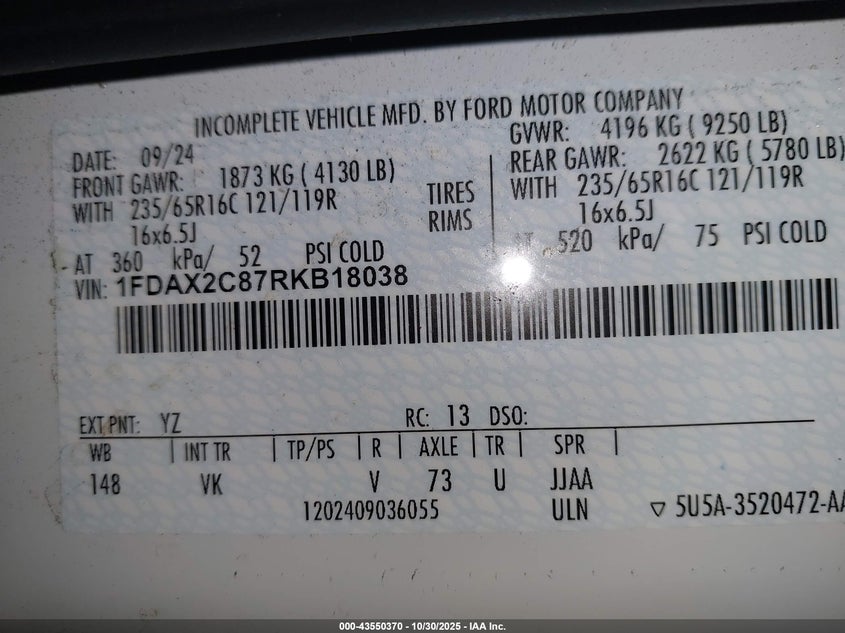 INCOMPLETE VEHICLE MFD. BY FORD MOTOR COMPANY
DATE: 09/24 GVWR: 4196 KG ( 9250 LB)
FRONT GAWR: 1873 KG ( 4130 LB) REAR GAWR: 2622 KG ( 5780 LB)
WITH 235/65R16C 121/119R TIRES WITH 235/65R16C 121/119R
16x6.5J RIMS 16x6.5J
AT 360 kPa/ 52 PSI COLD AT 520 kPa/ 75 PSI COLD
VIN: 1FDAX2C87RKB18038
EXT PNT: YZ RC: 13 DSO:
WB | INT TR | TP/PS | R | AXLE | TR | SPR |
148 VK V 73 U JJAA
1202409036055 ULN ▽ 5U5A-3520472-AA
000-43550370 - 10/30/2025 - IAA Inc.